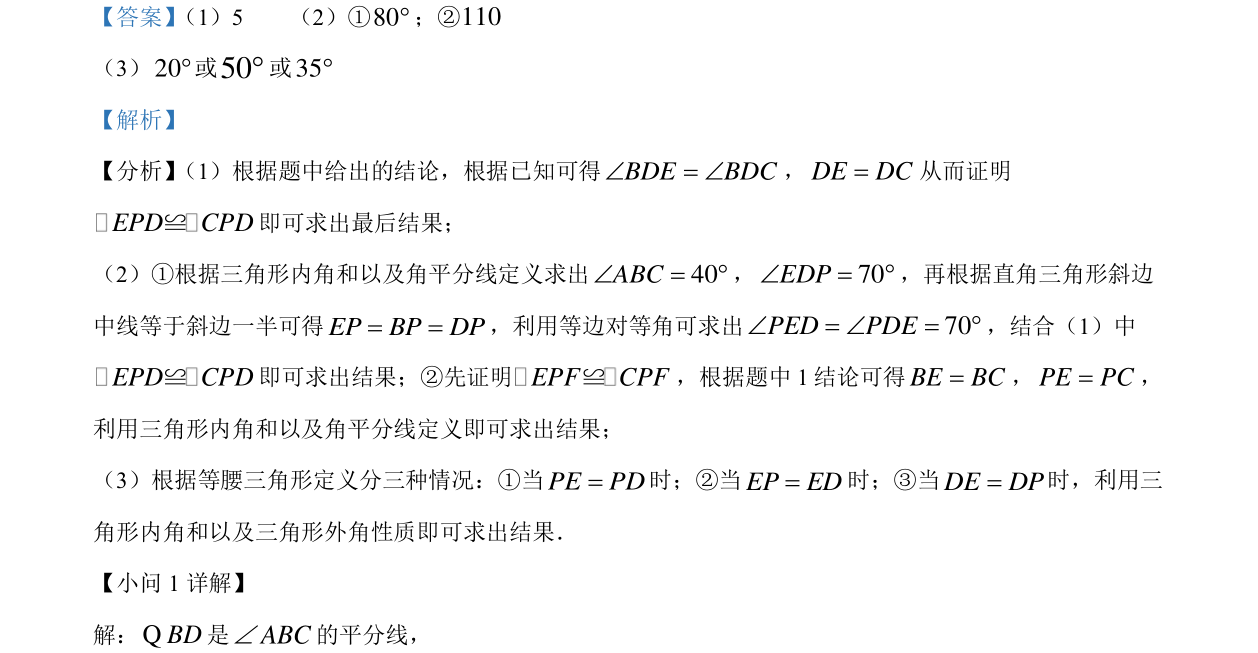 【答案】（1）5 （2）①80°；②110
（3）20°或50°或35°
【解析】
【分析】（1）根据题中给出的结论，根据已知可得∠BDE = ∠BDC，DE = DC 从而证明
□EPD≌□CPD 即可求出最后结果；
（2）①根据三角形内角和以及角平分线定义求出∠ABC = 40°，∠EDP = 70°，再根据直角三角形斜边
中线等于斜边一半可得 EP = BP = DP，利用等边对等角可求出∠PED = ∠PDE = 70°，结合（1）中
□EPD≌□CPD 即可求出结果；②先证明□EPF≌□CPF，根据题中 1 结论可得 BE = BC，PE = PC，
利用三角形内角和以及角平分线定义即可求出结果；
（3）根据等腰三角形定义分三种情况：①当 PE = PD 时；②当 EP = ED 时；③当 DE = DP 时，利用三
角形内角和以及三角形外角性质即可求出结果．
【小问 1 详解】
解：Q BD 是∠ABC 的平分线，